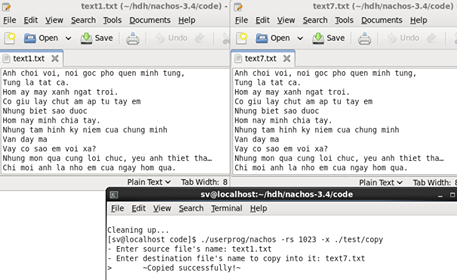 text1.txt (~/hdh/nachos-3.4/code) -
File Edit View Search Tools Documents Help
Open Save Undo
text1.txt
Anh choi voi, noi goc pho quen minh tung,
Tung la tat ca.
Hom ay may xanh ngat troi.
Co giu lay chut am ap tu tay em
Nhung biet sao duoc
Hom nay minh chia tay.
Nhung tam hinh ky niem cua chung minh
Van day ma
Vay co sao em voi xa?
Nhung mon qua cung loi chuc, yeu anh thiet tha…
Chi moi anh la nho em cua ngay hom qua.
Plain Text Tab Width: 8
text7.txt (~/hdh/nachos-3.4/code)
File Edit View Search Tools Documents Help
Open Save Undo
text7.txt
Anh choi voi, noi goc pho quen minh tung,
Tung la tat ca.
Hom ay may xanh ngat troi.
Co giu lay chut am ap tu tay em
Nhung biet sao duoc
Hom nay minh chia tay.
Nhung tam hinh ky niem cua chung minh
Van day ma
Vay co sao em voi xa?
Nhung mon qua cung loi chuc, yeu anh thiet tha…
Chi moi anh la nho em cua ngay hom qua.
Plain Text Tab Width: 8
sv@localhost:~/hdh/nachos-3.4/code
File Edit View Search Terminal Help
Cleaning up...
[sv@localhost code]$ ./userprog/nachos -rs 1023 -x ./test/copy
- Enter source file's name: text1.txt
- Enter destination file's name to copy into it: text7.txt
> ~Copied successfully!~